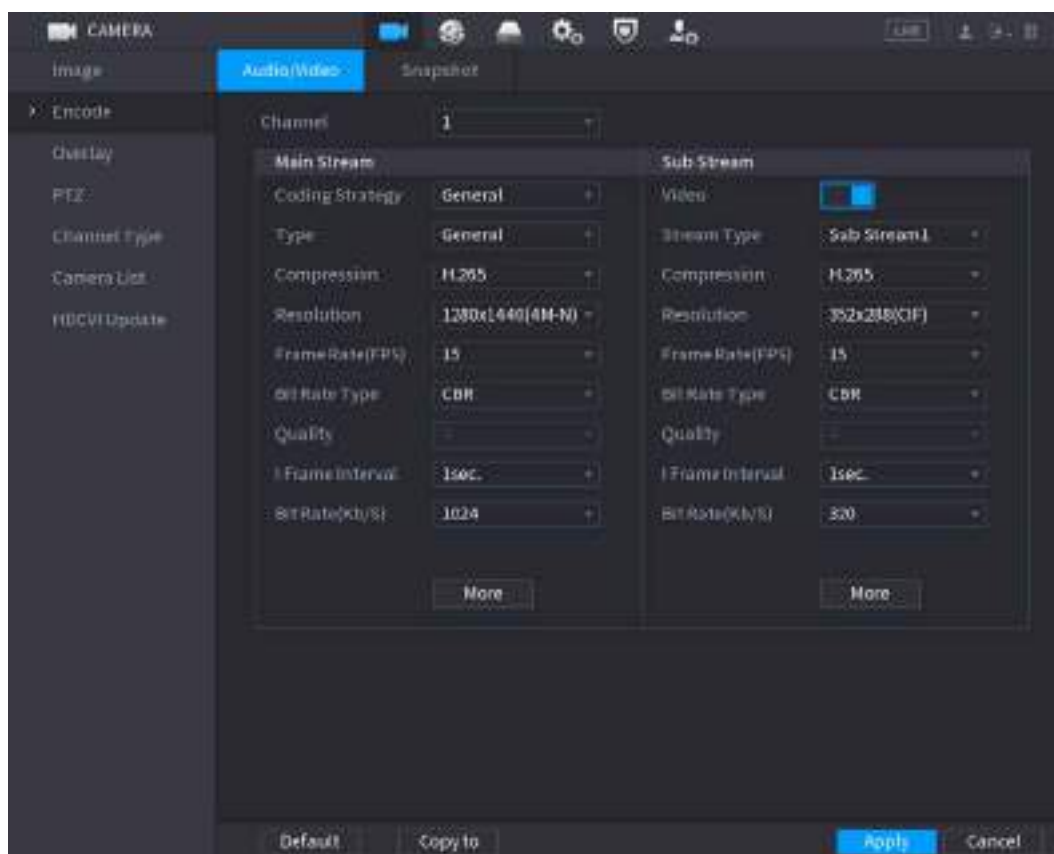 CAMERA LIVE
Image Audio/Video Snapshot
Encode
Overlay
PTZ
Channel Type
Camera List
HDCVI Update
Channel 1
Main Stream Sub Stream
Coding Strategy General Video
Type General Stream Type Sub Stream1
Compression H.265 Compression H.265
Resolution 1280x1440(4M-N) Resolution 352x288(CIF)
Frame Rate(FPS) 15 Frame Rate(FPS) 15
Bit Rate Type CBR Bit Rate Type CBR
Quality Quality
I Frame Interval 1sec. I Frame Interval 1sec.
Bit Rate(Kb/S) 1024 Bit Rate(Kb/S) 320
More More
Default Copy to Apply Cancel